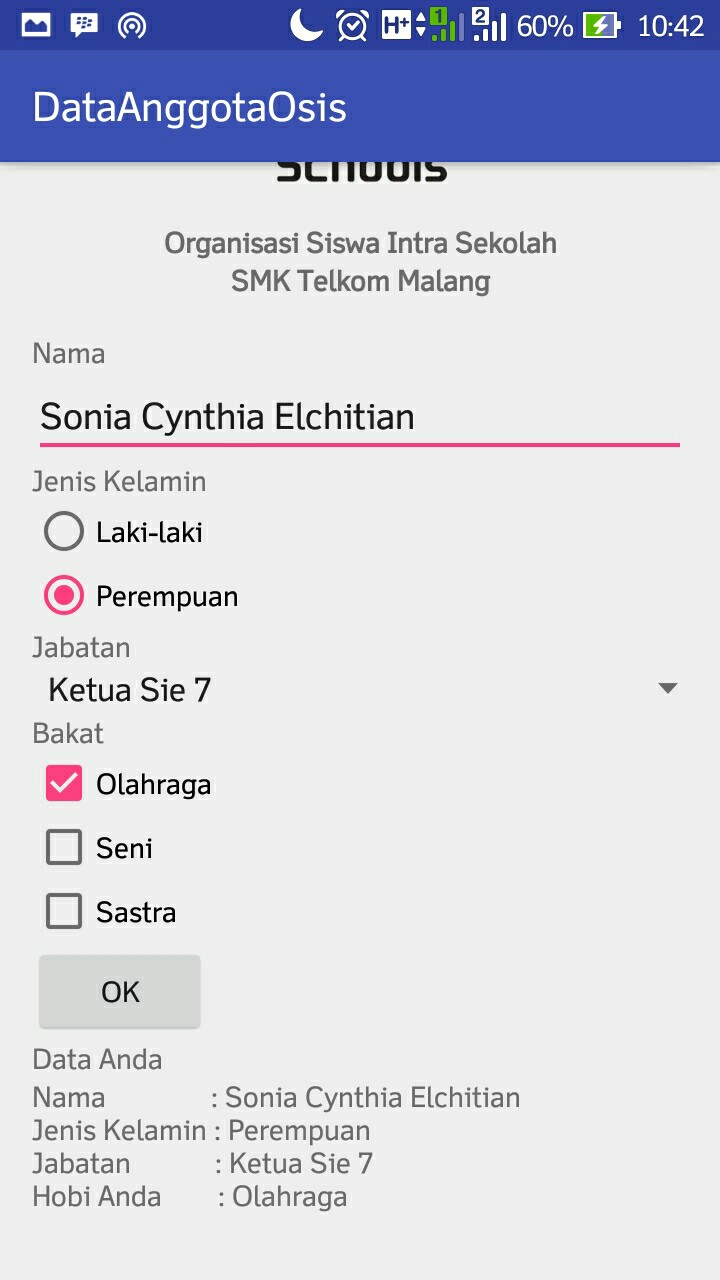 H+ 1 2 60% 10:42
DataAnggotaOsis
Schools
Organisasi Siswa Intra Sekolah
SMK Telkom Malang
Nama
Sonia Cynthia Elchitian
Jenis Kelamin
Laki-laki
Perempuan
Jabatan
Ketua Sie 7
Bakat
Olahraga
Seni
Sastra
OK
Data Anda
Nama : Sonia Cynthia Elchitian
Jenis Kelamin : Perempuan
Jabatan : Ketua Sie 7
Hobi Anda : Olahraga